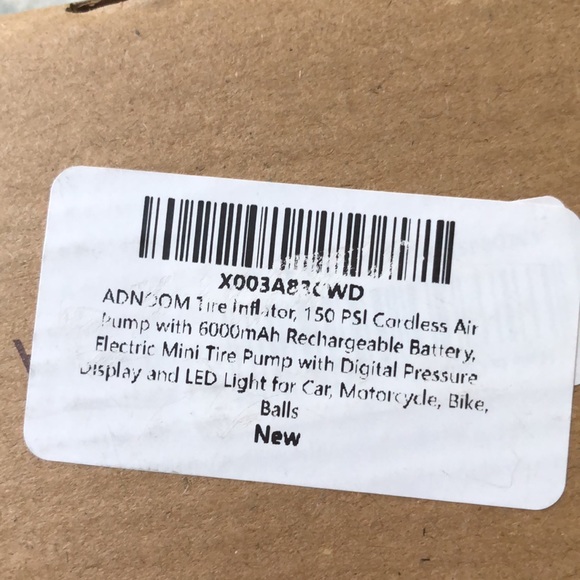 ADNOOM Tire Inflator, 150 PSI Cordless Air
Pump with 6000mAh Rechargeable Battery,
Electric Mini Tire Pump with Digital Pressure
Display and LED Light for Car, Motorcycle, Bike,
Balls
New